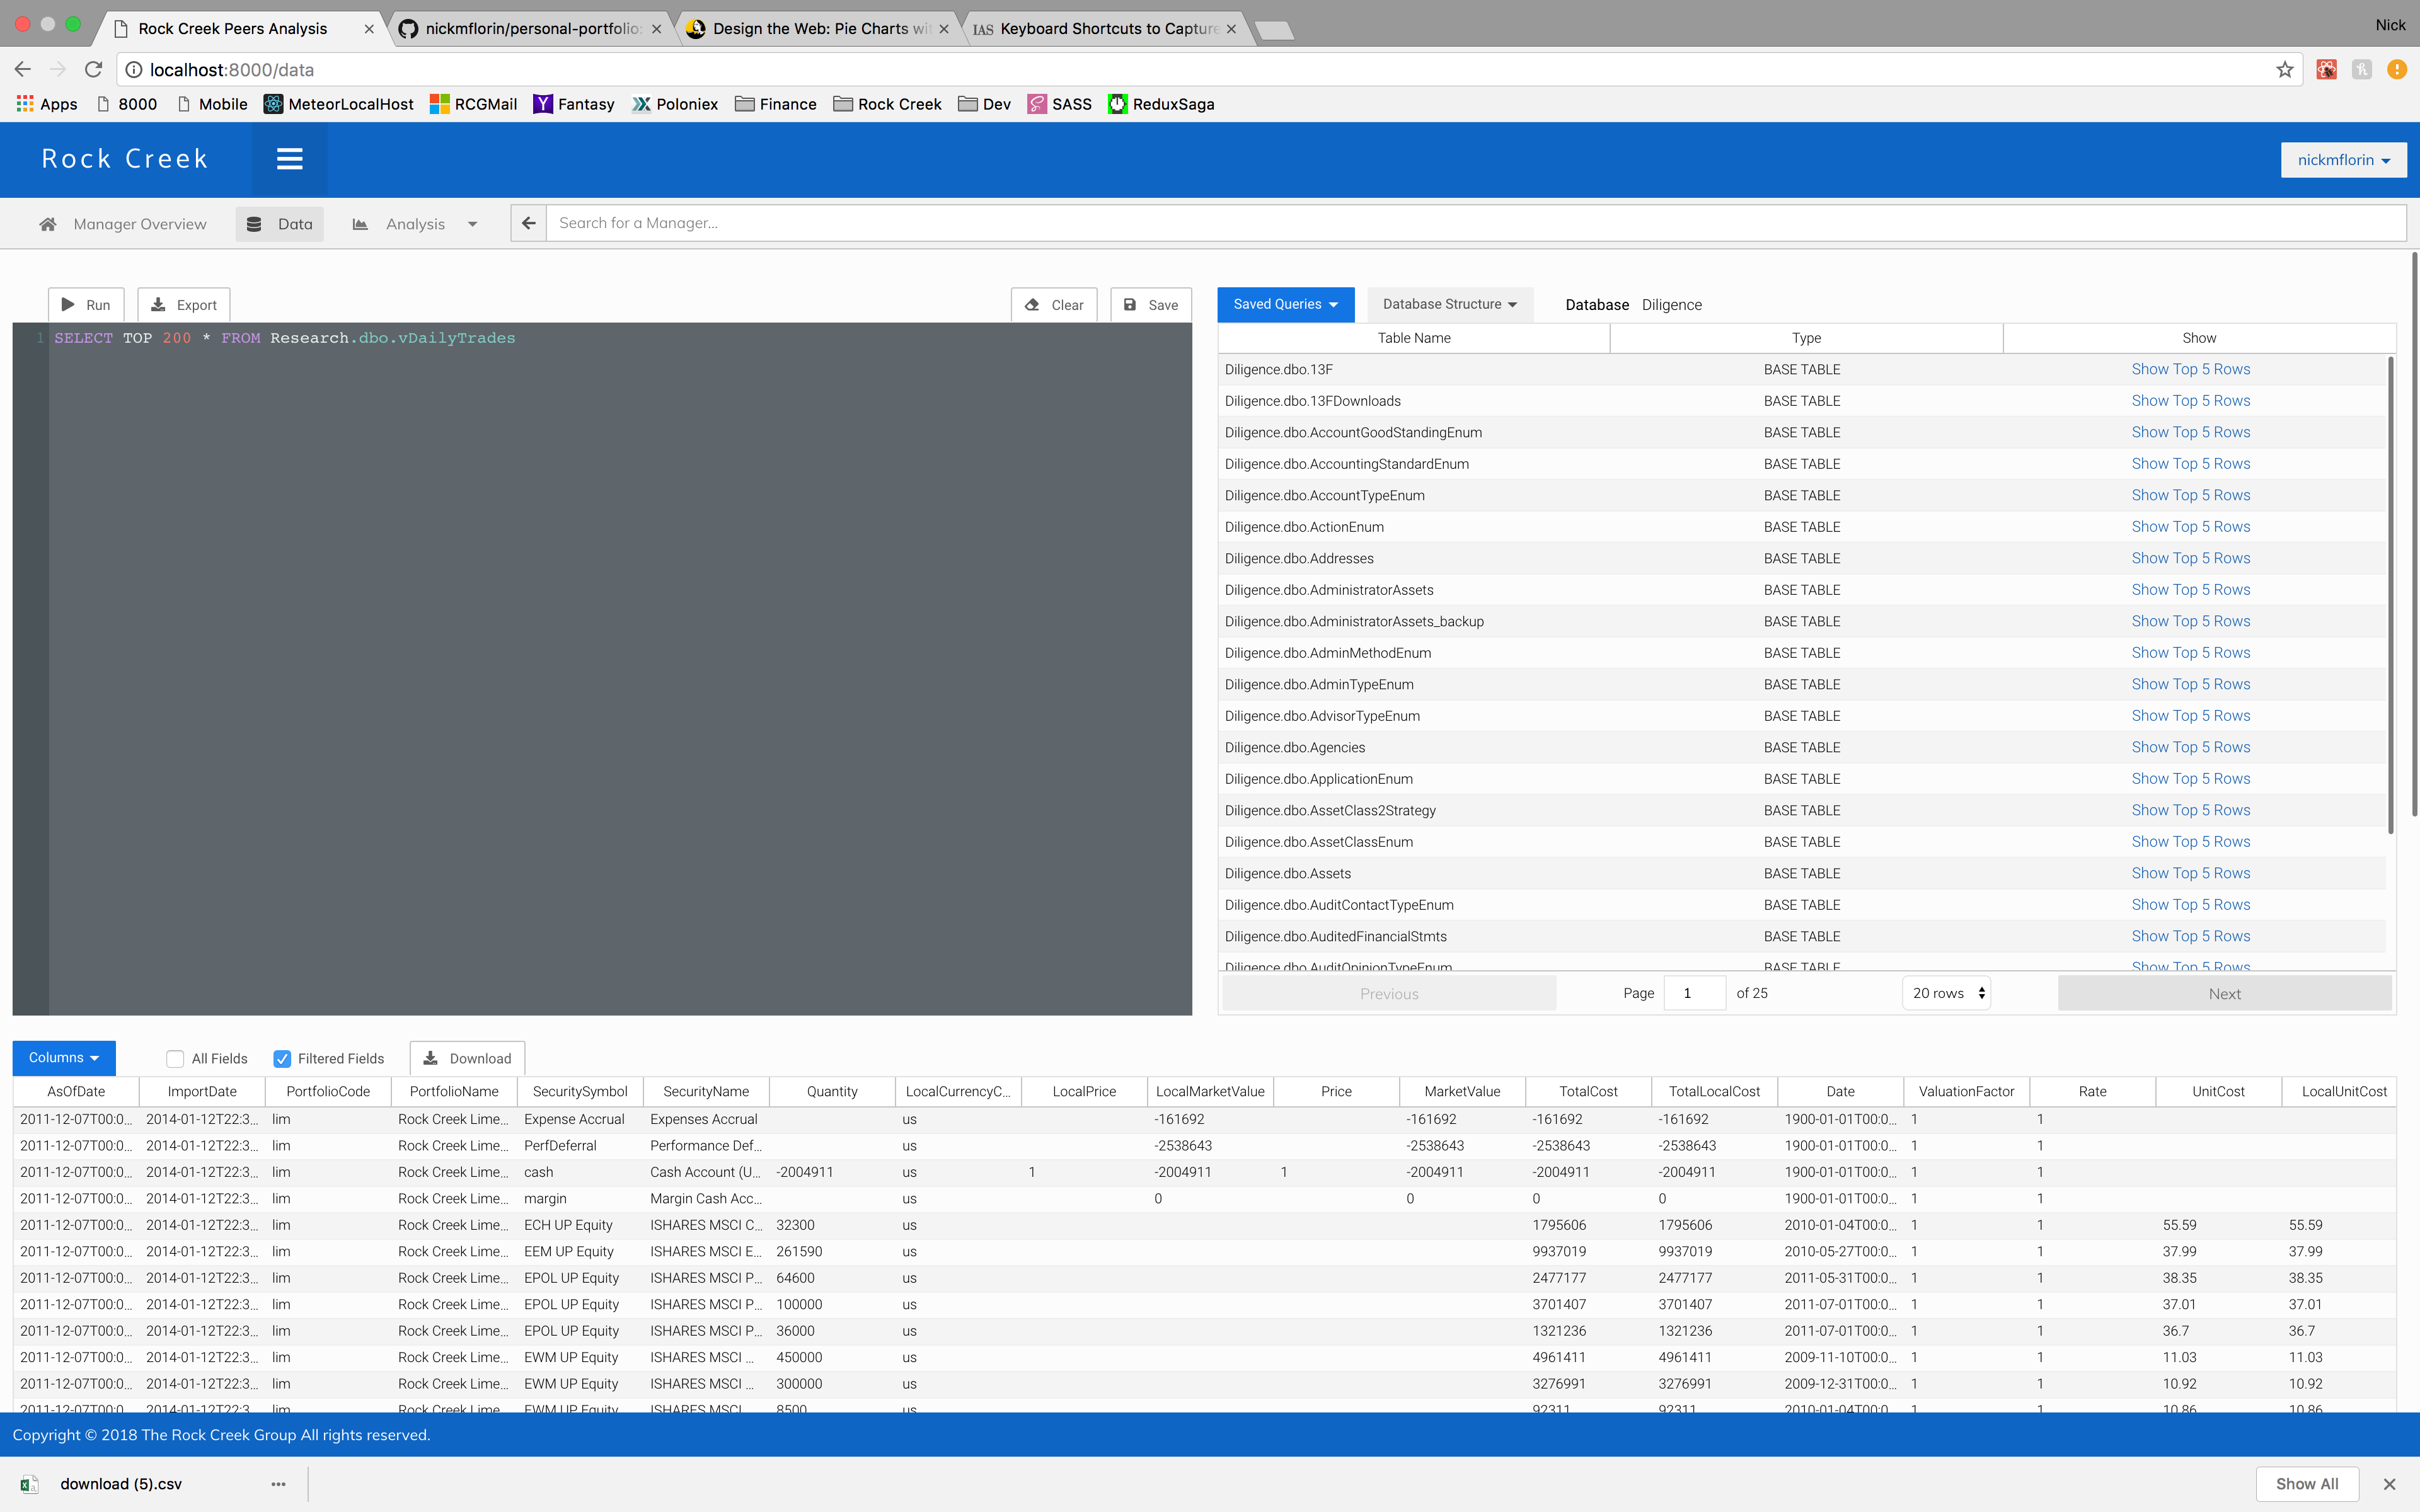 Rock Creek Peers Analysis
nickmflorin/personal-portfolio:
Design the Web: Pie Charts wit
IAS Keyboard Shortcuts to Capture
Nick
localhost:8000/data
Apps 8000 Mobile MeteorLocalHost RCGMail Fantasy Poloniex Finance Rock Creek Dev SASS ReduxSaga
Rock Creek
nickmflorin
Manager Overview Data Analysis Search for a Manager...
Run Export Clear Save
1 SELECT TOP 200 * FROM Research.dbo.vDailyTrades
Saved Queries Database Structure Database Diligence
Table Name Type Show
Diligence.dbo.13F BASE TABLE Show Top 5 Rows
Diligence.dbo.13FDownloads BASE TABLE Show Top 5 Rows
Diligence.dbo.AccountGoodStandingEnum BASE TABLE Show Top 5 Rows
Diligence.dbo.AccountingStandardEnum BASE TABLE Show Top 5 Rows
Diligence.dbo.AccountTypeEnum BASE TABLE Show Top 5 Rows
Diligence.dbo.ActionEnum BASE TABLE Show Top 5 Rows
Diligence.dbo.Addresses BASE TABLE Show Top 5 Rows
Diligence.dbo.AdministratorAssets BASE TABLE Show Top 5 Rows
Diligence.dbo.AdministratorAssets_backup BASE TABLE Show Top 5 Rows
Diligence.dbo.AdminMethodEnum BASE TABLE Show Top 5 Rows
Diligence.dbo.AdminTypeEnum BASE TABLE Show Top 5 Rows
Diligence.dbo.AdvisorTypeEnum BASE TABLE Show Top 5 Rows
Diligence.dbo.Agencies BASE TABLE Show Top 5 Rows
Diligence.dbo.ApplicationEnum BASE TABLE Show Top 5 Rows
Diligence.dbo.AssetClass2Strategy BASE TABLE Show Top 5 Rows
Diligence.dbo.AssetClassEnum BASE TABLE Show Top 5 Rows
Diligence.dbo.Assets BASE TABLE Show Top 5 Rows
Diligence.dbo.AuditContactTypeEnum BASE TABLE Show Top 5 Rows
Diligence.dbo.AuditedFinancialStmts BASE TABLE Show Top 5 Rows
Diligence.dbo.AuditOpinionTypeEnum BASE TABLE Show Top 5 Rows
Previous Page 1 of 25 20 rows Next
Columns All Fields Filtered Fields Download
AsOfDate ImportDate PortfolioCode PortfolioName SecuritySymbol SecurityName Quantity LocalCurrencyC... LocalPrice LocalMarketValue Price MarketValue TotalCost TotalLocalCost Date ValuationFactor Rate UnitCost LocalUnitCost
2011-12-07T00:0... 2014-01-12T22:3... lim Rock Creek Lime... Expense Accrual Expenses Accrual us -161692 -161692 -161692 -161692 1900-01-01T00:0... 1 1
2011-12-07T00:0... 2014-01-12T22:3... lim Rock Creek Lime... PerfDeferral Performance Def... us -2538643 -2538643 -2538643 -2538643 1900-01-01T00:0... 1 1
2011-12-07T00:0... 2014-01-12T22:3... lim Rock Creek Lime... cash Cash Account (U... -2004911 us 1 -2004911 1 -2004911 -2004911 -2004911 1900-01-01T00:0... 1 1
2011-12-07T00:0... 2014-01-12T22:3... lim Rock Creek Lime... margin Margin Cash Acc... us 0 0 0 0 1900-01-01T00:0... 1 1
2011-12-07T00:0... 2014-01-12T22:3... lim Rock Creek Lime... ECH UP Equity ISHARES MSCI C... 32300 us 1795606 1795606 2010-01-04T00:0... 1 1 55.59 55.59
2011-12-07T00:0... 2014-01-12T22:3... lim Rock Creek Lime... EEM UP Equity ISHARES MSCI E... 261590 us 9937019 9937019 2010-05-27T00:0... 1 1 37.99 37.99
2011-12-07T00:0... 2014-01-12T22:3... lim Rock Creek Lime... EPOL UP Equity ISHARES MSCI P... 64600 us 2477177 2477177 2011-05-31T00:0... 1 1 38.35 38.35
2011-12-07T00:0... 2014-01-12T22:3... lim Rock Creek Lime... EPOL UP Equity ISHARES MSCI P... 100000 us 3701407 3701407 2011-07-01T00:0... 1 1 37.01 37.01
2011-12-07T00:0... 2014-01-12T22:3... lim Rock Creek Lime... EPOL UP Equity ISHARES MSCI P... 36000 us 1321236 1321236 2011-07-01T00:0... 1 1 36.7 36.7
2011-12-07T00:0... 2014-01-12T22:3... lim Rock Creek Lime... EWM UP Equity ISHARES MSCI ... 450000 us 4961411 4961411 2009-11-10T00:0... 1 1 11.03 11.03
2011-12-07T00:0... 2014-01-12T22:3... lim Rock Creek Lime... EWM UP Equity ISHARES MSCI ... 300000 us 3276991 3276991 2009-12-31T00:0... 1 1 10.92 10.92
2011-12-07T00:0... 2014-01-12T22:3... lim Rock Creek Lime... EWM UP Equity ISHARES MSCI ... 8500 us 92311 92311 2010-01-04T00:0... 1 1 10.86 10.86
Copyright © 2018 The Rock Creek Group All rights reserved.
download (5).csv Show All